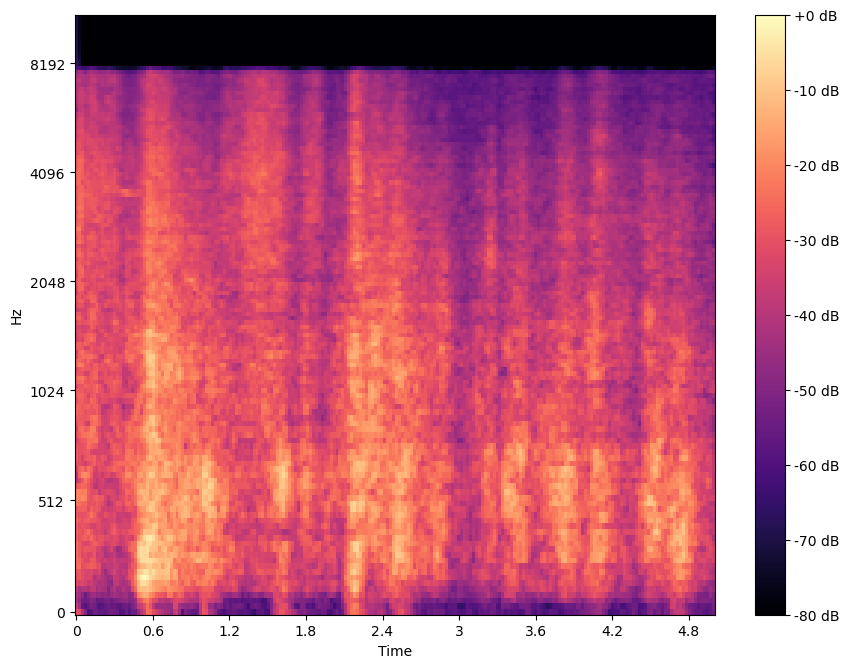 +0 dB
8192
-10 dB
-20 dB
4096
-30 dB
2048
Hz
-40 dB
1024
-50 dB
512
-60 dB
-70 dB
0
-80 dB
0 0.6 1.2 1.8 2.4 3 3.6 4.2 4.8
Time